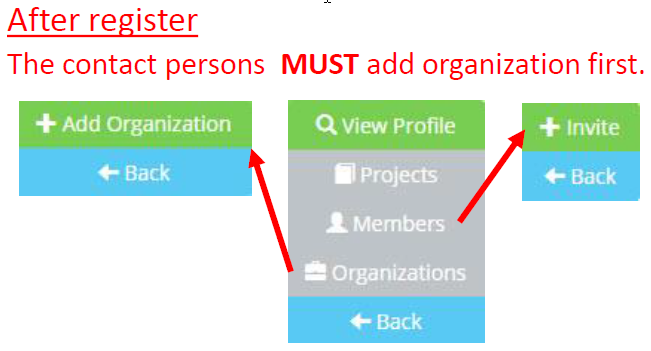 After register
The contact persons MUST add organization first.
Add Organization
Back
View Profile
Projects
Members
Organizations
Back
Invite
Back